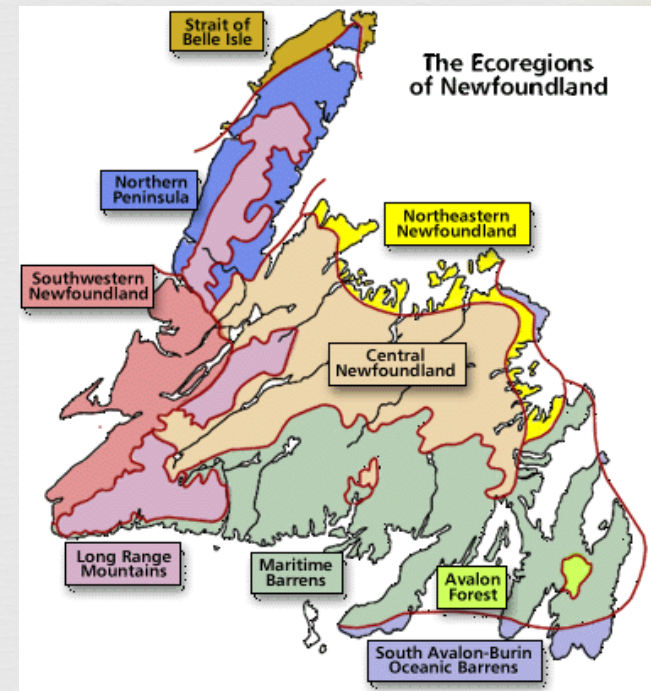 Strait of
Belle Isle
The Ecoregions
of Newfoundland
Northern
Peninsula
Northeastern
Newfoundland
Southwestern
Newfoundland
Central
Newfoundland
Long Range
Mountains
Maritime
Barrens
Avalon
Forest
South Avalon-Burin
Oceanic Barrens